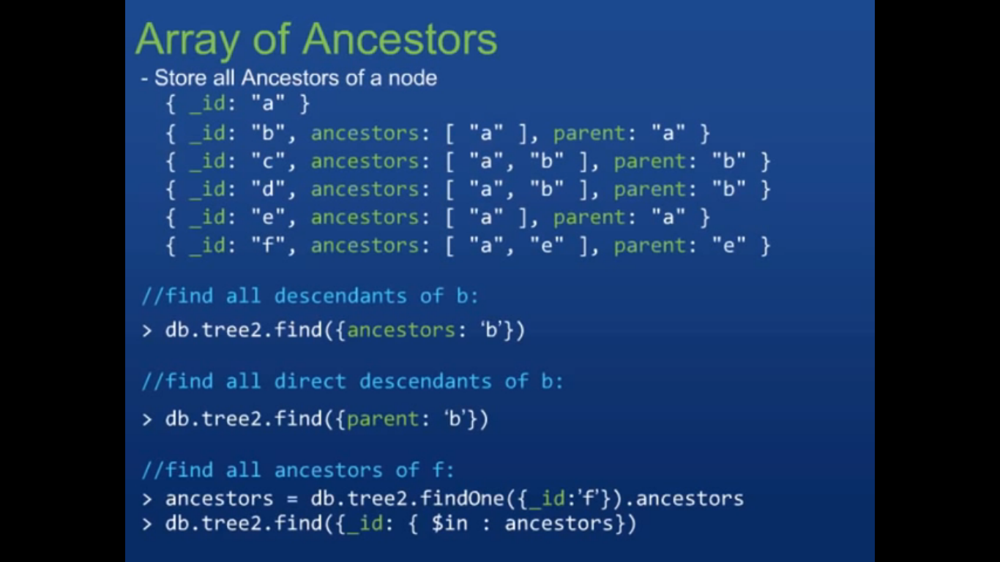 Array of Ancestors
- Store all Ancestors of a node
{ _id: "a" }
{ _id: "b", ancestors: [ "a" ], parent: "a" }
{ _id: "c", ancestors: [ "a", "b" ], parent: "b" }
{ _id: "d", ancestors: [ "a", "b" ], parent: "b" }
{ _id: "e", ancestors: [ "a" ], parent: "a" }
{ _id: "f", ancestors: [ "a", "e" ], parent: "e" }
//find all descendants of b:
> db.tree2.find({ancestors: ‘b’})
//find all direct descendants of b:
> db.tree2.find({parent: ‘b’})
//find all ancestors of f:
> ancestors = db.tree2.findOne({_id:’f’}).ancestors
> db.tree2.find({_id: { $in : ancestors})